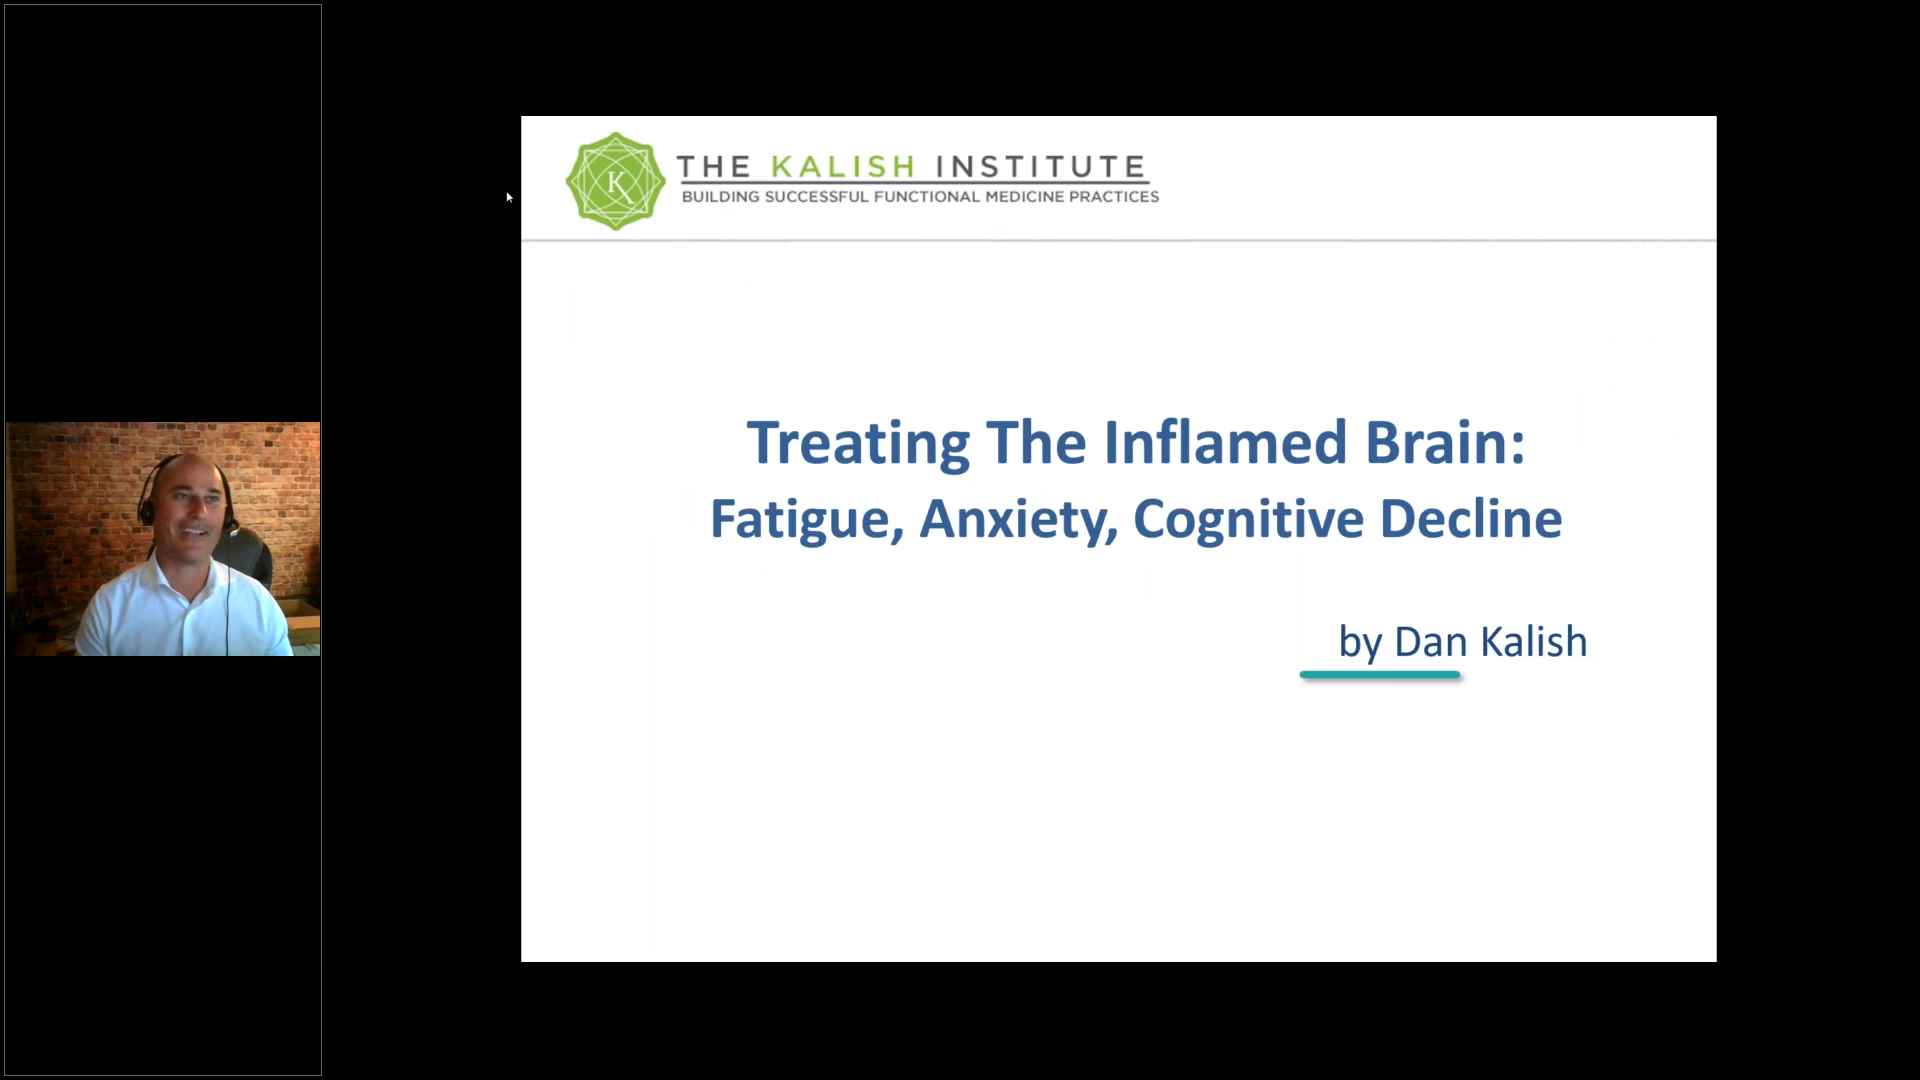 K
THE KALISH INSTITUTE
BUILDING SUCCESSFUL FUNCTIONAL MEDICINE PRACTICES
Treating The Inflamed Brain:
Fatigue, Anxiety, Cognitive Decline
by Dan Kalish